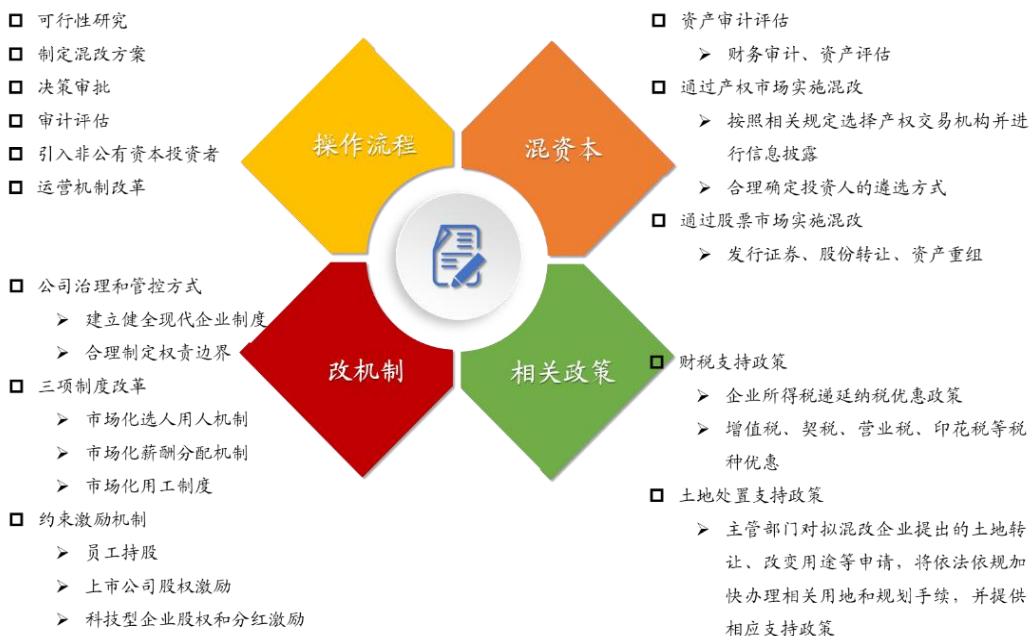 可行性研究
制定混改方案
决策审批
审计评估
引入非公有资本投资者
运营机制改革
操作流程
混资本
资产审计评估
财务审计、资产评估
通过产权市场实施混改
按照相关规定选择产权交易机构并进
行信息披露
合理确定投资人的遴选方式
通过股票市场实施混改
发行证券、股份转让、资产重组
公司治理和管控方式
建立健全现代企业制度
合理制定权责边界
三项制度改革
市场化选人用人机制
市场化薪酬分配机制
市场化用工制度
约束激励机制
员工持股
上市公司股权激励
科技型企业股权和分红激励
改机制
相关政策
财税支持政策
企业所得税递延纳税优惠政策
增值税、契税、营业税、印花税等税
种优惠
土地处置支持政策
主管部门对拟混改企业提出的土地转
让、改变用途等申请，将依法依规加
快办理相关用地和规划手续，并提供
相应支持政策